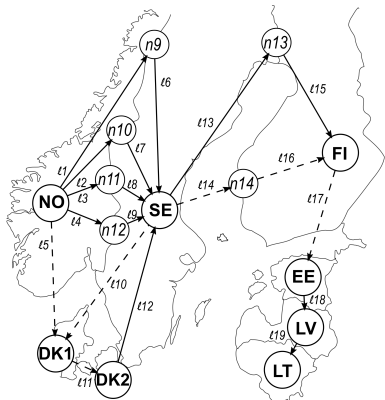 n9
n13
ℓ6
ℓ15
ℓ13
n10
ℓ1
ℓ7
ℓ16
FI
ℓ2
n11
ℓ8
ℓ3
ℓ14
n14
NO
SE
ℓ17
ℓ9
ℓ4
n12
ℓ5
ℓ10
EE
ℓ18
ℓ12
LV
ℓ19
DK1
LT
ℓ11
DK2